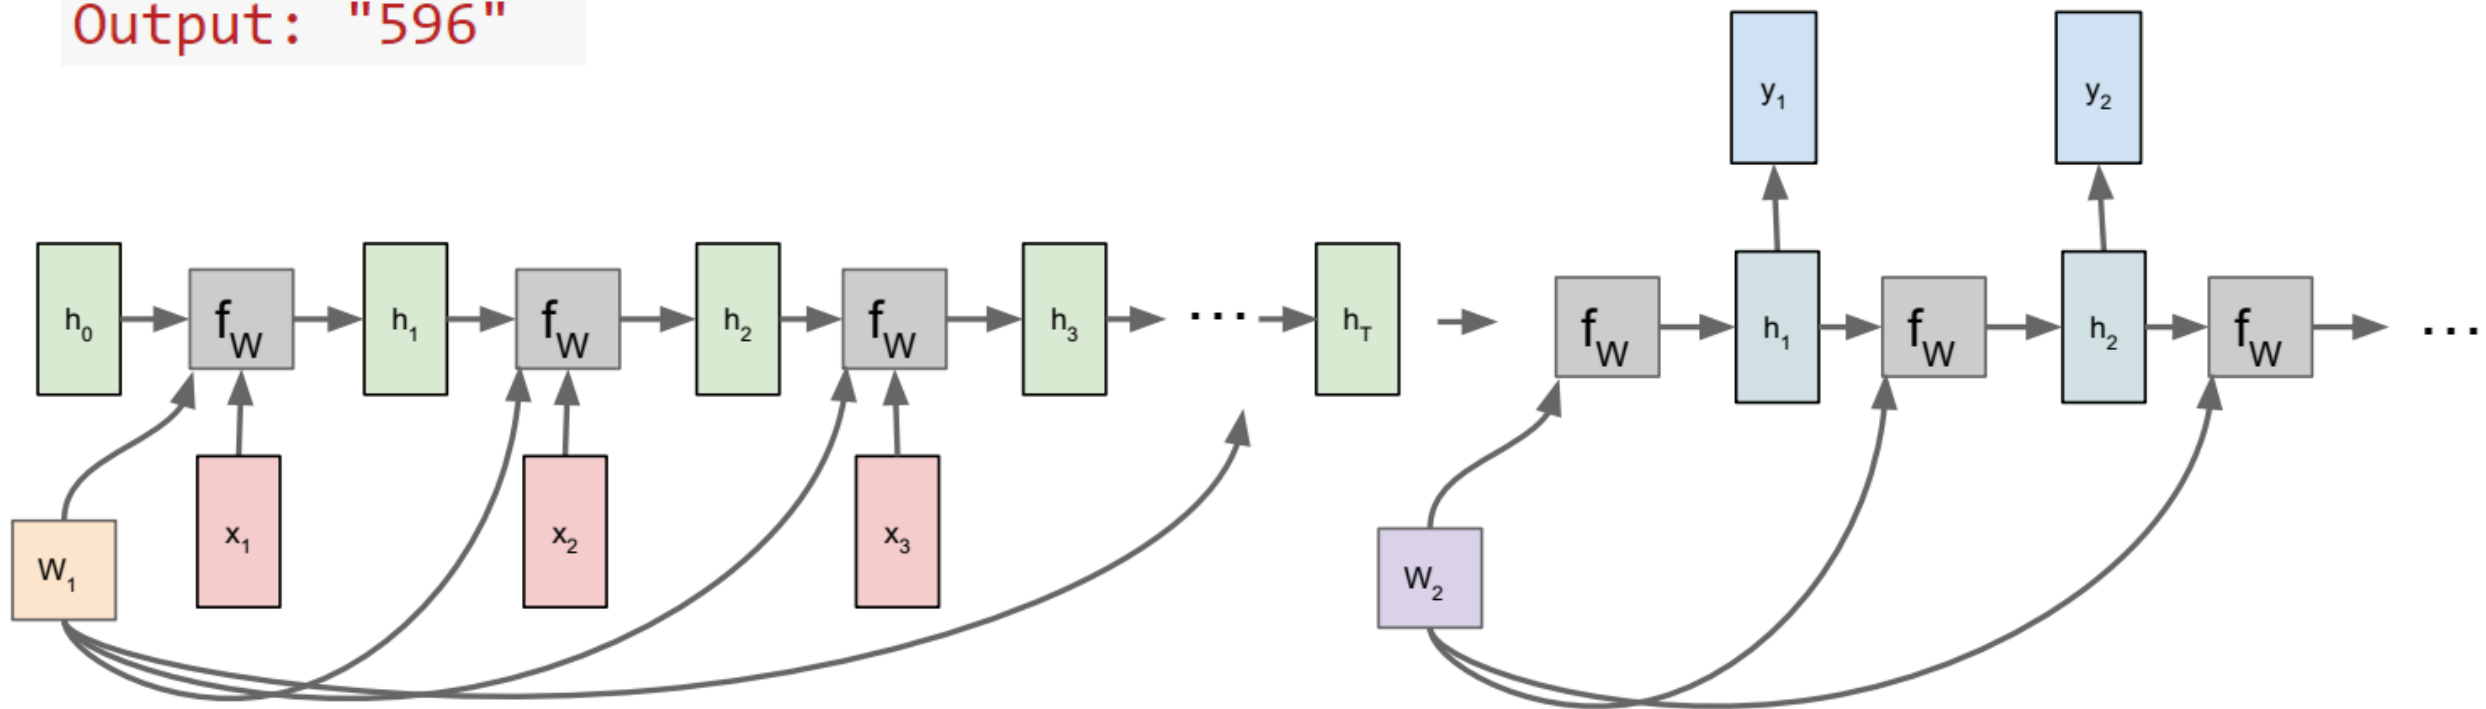 Output: "596"
y1 y2
h0 fW h1 fW h2 fW h3 ... hT fW h1 fW h2 fW ...
x1 x2 x3
W1 W2